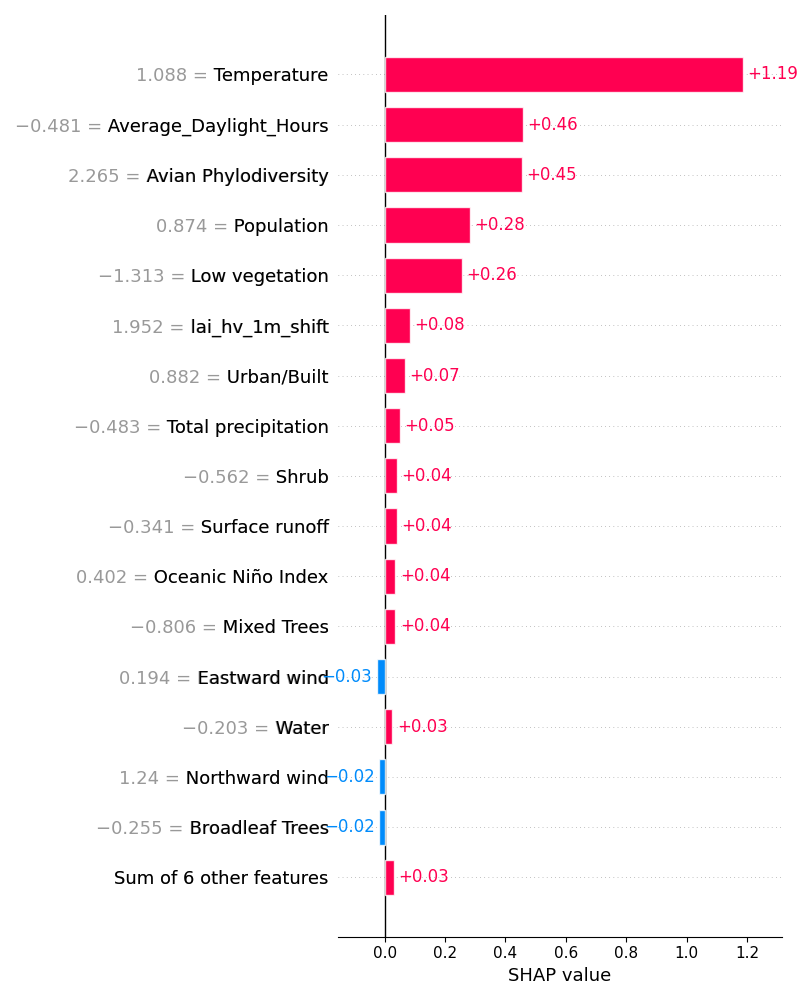 1.088 = Temperature +1.19
−0.481 = Average_Daylight_Hours +0.46
2.265 = Avian Phylodiversity +0.45
0.874 = Population +0.28
−1.313 = Low vegetation +0.26
1.952 = lai_hv_1m_shift +0.08
0.882 = Urban/Built +0.07
−0.483 = Total precipitation +0.05
−0.562 = Shrub +0.04
−0.341 = Surface runoff +0.04
0.402 = Oceanic Niño Index +0.04
−0.806 = Mixed Trees +0.04
0.194 = Eastward wind −0.03
−0.203 = Water +0.03
1.24 = Northward wind −0.02
−0.255 = Broadleaf Trees −0.02
Sum of 6 other features +0.03
0.0 0.2 0.4 0.6 0.8 1.0 1.2
SHAP value